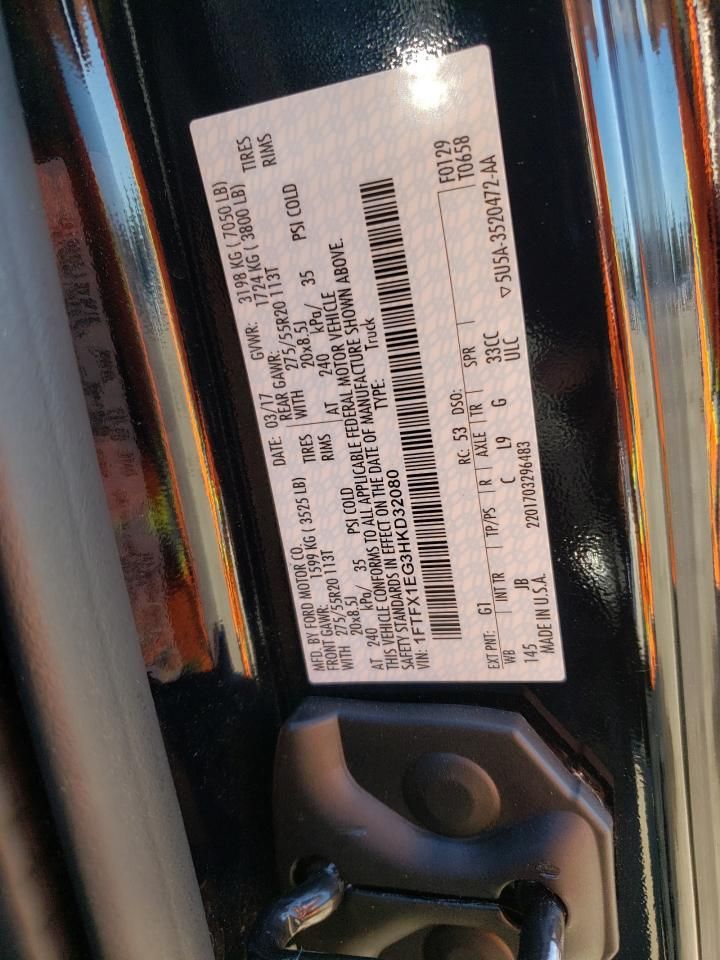 MFD. BY FORD MOTOR CO. DATE: 03/17 GVWR: 3198 KG ( 7050 LB)
FRONT GAWR: 1599 KG ( 3525 LB) REAR GAWR: 1724 KG ( 3800 LB)
WITH 275/55R20 113T TIRES WITH 275/55R20 113T TIRES
20x8.5J RIMS 20x8.5J RIMS
AT 240 kPa/ 35 PSI COLD AT 240 kPa/ 35 PSI COLD
THIS VEHICLE CONFORMS TO ALL APPLICABLE FEDERAL MOTOR VEHICLE
SAFETY STANDARDS IN EFFECT ON THE DATE OF MANUFACTURE SHOWN ABOVE.
VIN: 1FTFX1EG3HKD32080 TYPE: Truck
F0129
T0658
EXT PNT: G1 RC: 53 DSO:
WB INT TR TP/PS R AXLE TR SPR
145 JB C L9 G 33CC
ULC
MADE IN U.S.A. 2201703296483 ▽5U5A-3520472-AA